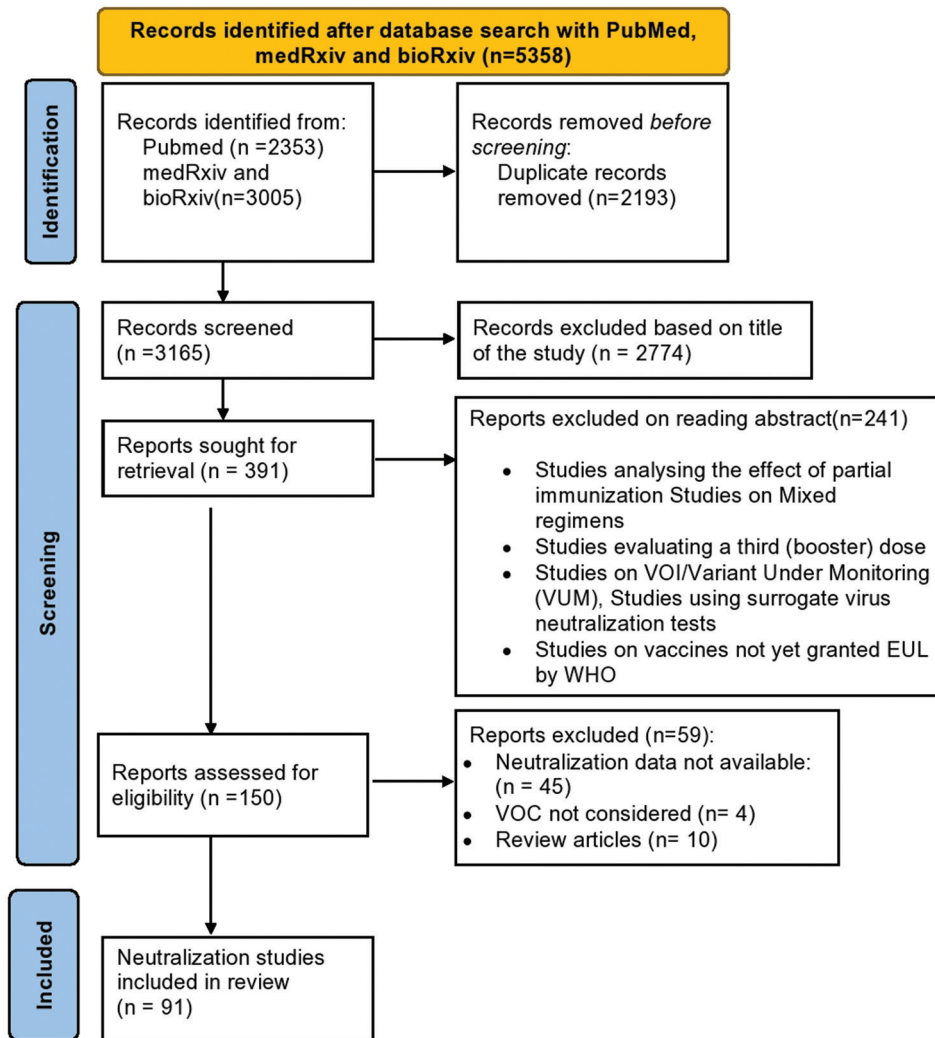 Records identified after database search with PubMed,
medRxiv and bioRxiv (n=5358)
Identification
Records identified from:
Pubmed (n =2353)
medRxiv and
bioRxiv(n=3005)
Records removed before
screening:
Duplicate records
removed (n=2193)
Screening
Records screened
(n =3165)
Records excluded based on title
of the study (n = 2774)
Reports sought for
retrieval (n = 391)
Reports excluded on reading abstract(n=241)
• Studies analysing the effect of partial
immunization Studies on Mixed
regimens
• Studies evaluating a third (booster) dose
• Studies on VOI/Variant Under Monitoring
(VUM), Studies using surrogate virus
neutralization tests
• Studies on vaccines not yet granted EUL
by WHO
Reports assessed for
eligibility (n =150)
Reports excluded (n=59):
• Neutralization data not available:
(n = 45)
• VOC not considered (n= 4)
• Review articles (n= 10)
Included
Neutralization studies
included in review
(n = 91)